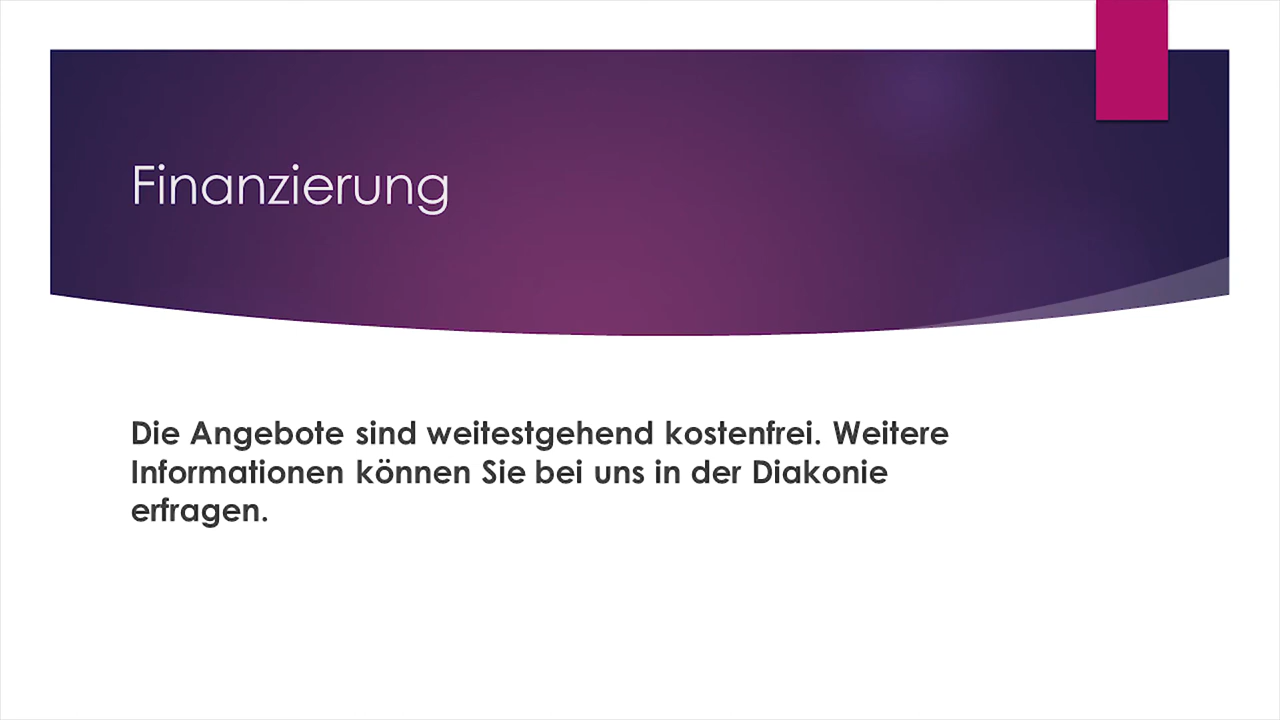 Finanzierung
Die Angebote sind weitestgehend kostenfrei. Weitere
Informationen können Sie bei uns in der Diakonie
erfragen.